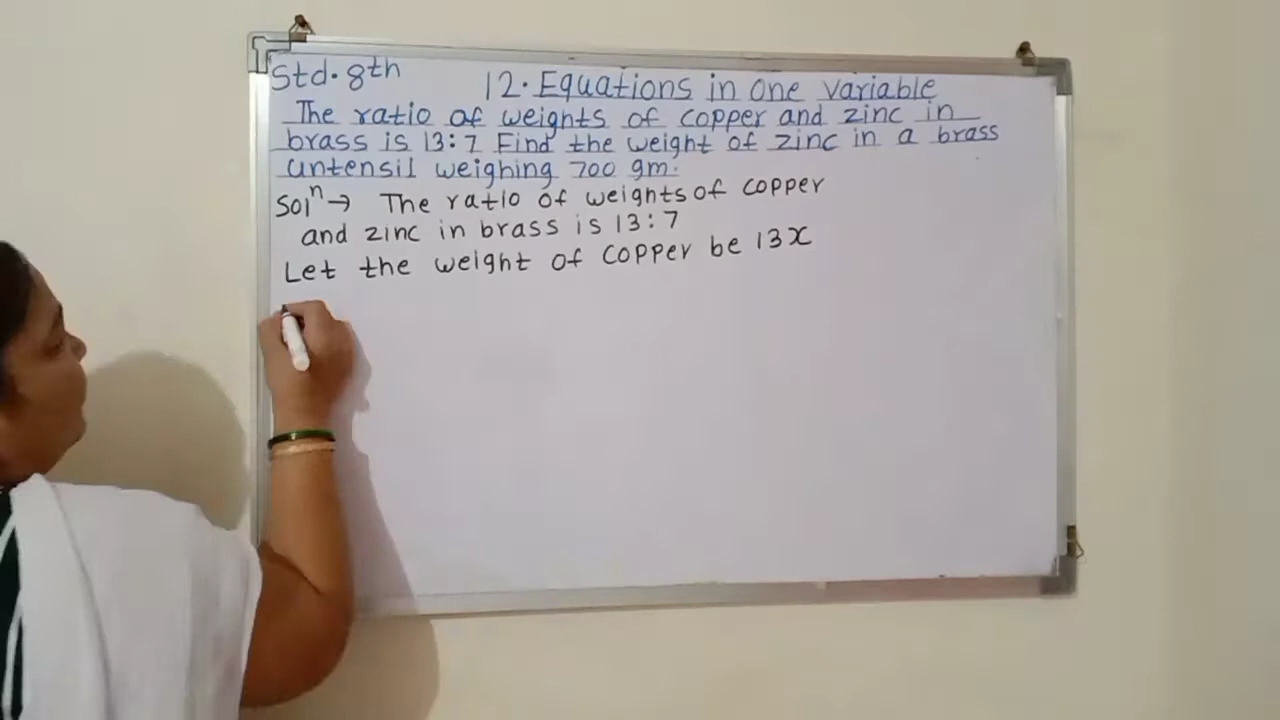 Std. 8th 12. Equations in one variable
The ratio of weights of copper and zinc in
brass is 13:7 Find the weight of zinc in a brass
untensil weighing 700 gm.
Solⁿ → The ratio of weights of copper
and zinc in brass is 13:7
Let the weight of copper be 13x